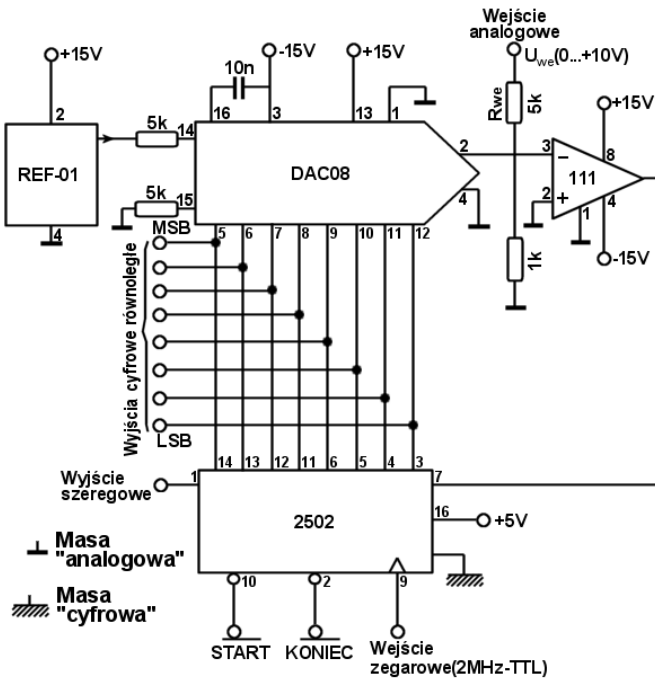 +15V
2
REF-01
4
5k
14
5k
15
10n
-15V
+15V
16
3
13
1
DAC08
2
4
Wejście
analogowe
Uwe(0...+10V)
Rwe
5k
1k
+15V
3
–
8
111
2
+
1
4
-15V
MSB
5
6
7
8
9
10
11
12
Wyjścia cyfrowe równoległe
LSB
14
13
12
11
6
5
4
3
Wyjście
szeregowe
1
7
2502
16
+5V
Masa
"analogowa"
Masa
"cyfrowa"
10
2
9
START
KONIEC
Wejście
zegarowe(2MHz-TTL)